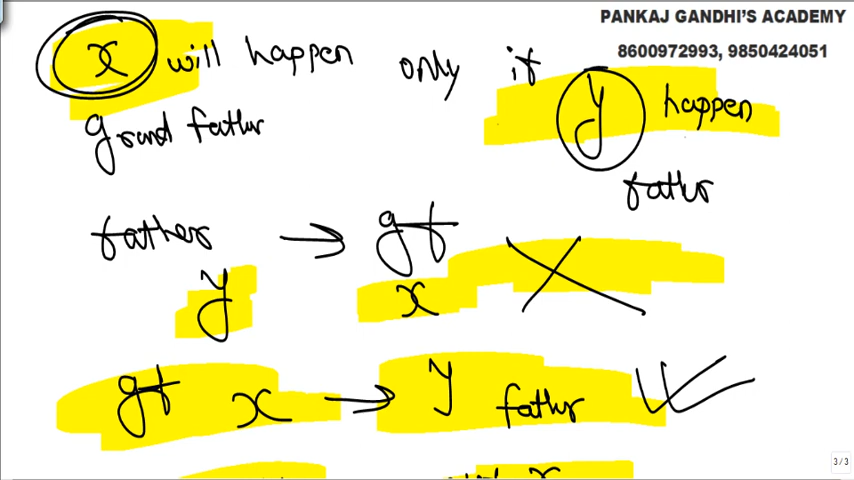 PANKAJ GANDHI'S ACADEMY
8600972993, 9850424051
x will happen only if y happen
grand father father
father → gf
y x
gf x → y father
3/3